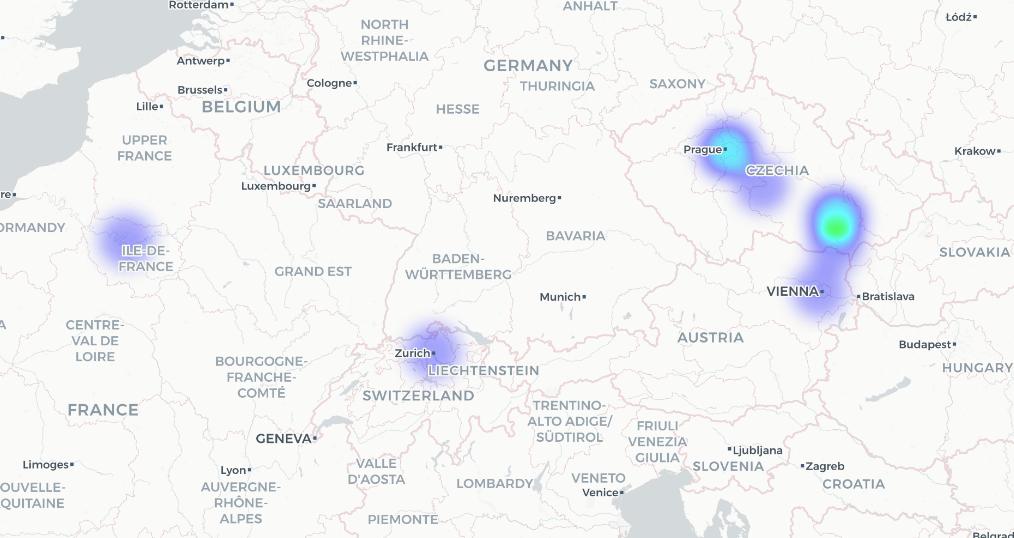 Rotterdam
ANHALT
Łódź
NORTH
RHINE-
WESTPHALIA
Antwerp
GERMANY
Cologne
THURINGIA
SAXONY
Brussels
Lille
BELGIUM
HESSE
UPPER
FRANCE
Frankfurt
Prague
Krakow
LUXEMBOURG
CZECHIA
Luxembourg
re
Nuremberg
SAARLAND
ORMANDY
BAVARIA
ILE-DE-
FRANCE
SLOVAKIA
BADEN-
WÜRTTEMBERG
GRAND EST
VIENNA
Munich
Bratislava
A
CENTRE-
VAL DE
LOIRE
AUSTRIA
Budapest
Zurich
BOURGOGNE-
FRANCHE-
COMTÉ
LIECHTENSTEIN
HUNGARY
SWITZERLAND
FRANCE
TRENTINO-
ALTO ADIGE/
SÜDTIROL
FRIULI
VENEZIA
GIULIA
GENEVA
Ljubljana
Limoges
Lyon
VALLE
D'AOSTA
SLOVENIA
Zagreb
OUVELLE-
QUITAINE
AUVERGNE-
RHÔNE-
ALPES
LOMBARDY
VENETO
Venice
CROATIA
PIEMONTE
Belgrad